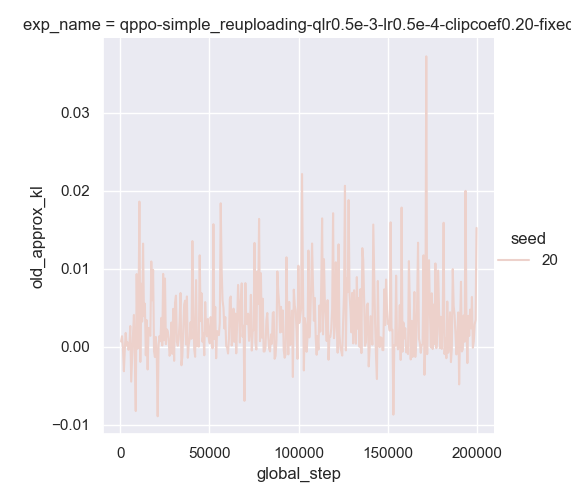 exp_name = qppo-simple_reuploading-qlr0.5e-3-lr0.5e-4-clipcoef0.20-fixed
0.03
0.02
0.01
0.00
−0.01
old_approx_kl
0
50000
100000
150000
200000
global_step
seed
20